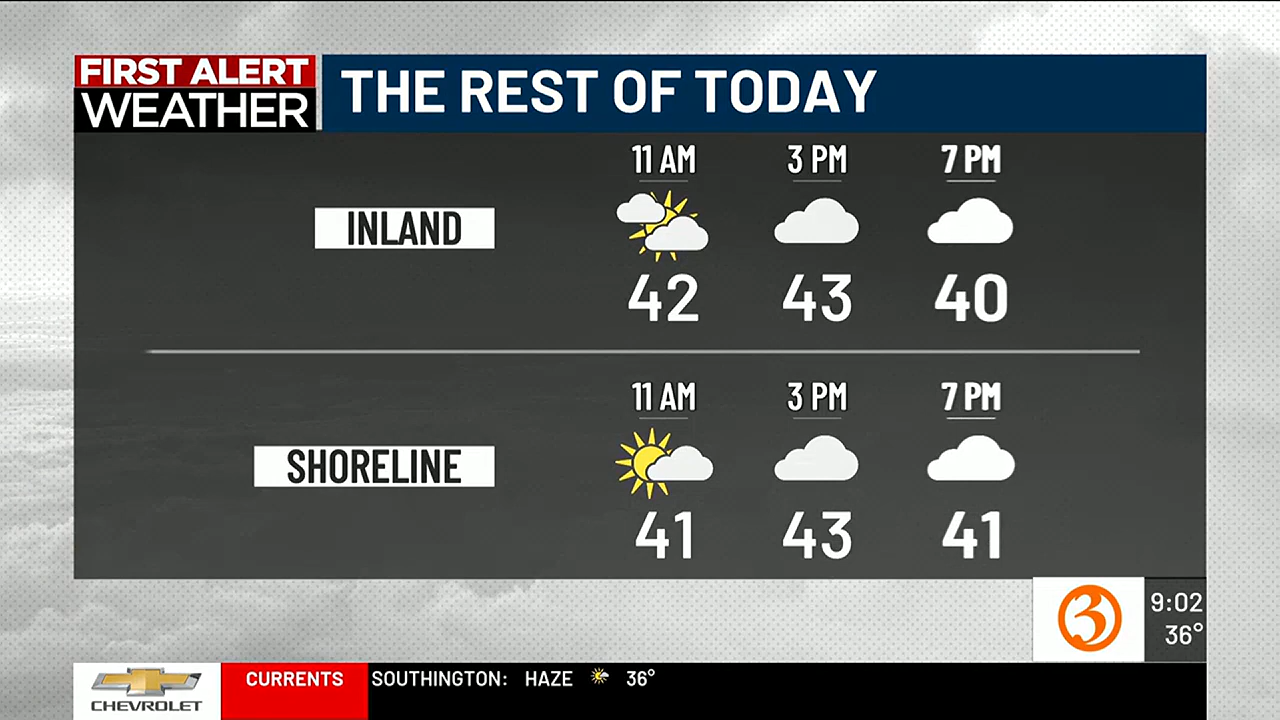 FIRST ALERT
WEATHER
THE REST OF TODAY
11 AM 3 PM 7 PM
INLAND
42 43 40
11 AM 3 PM 7 PM
SHORELINE
41 43 41
3
9:02
36°
CHEVROLET
CURRENTS
SOUTHINGTON: HAZE 36°